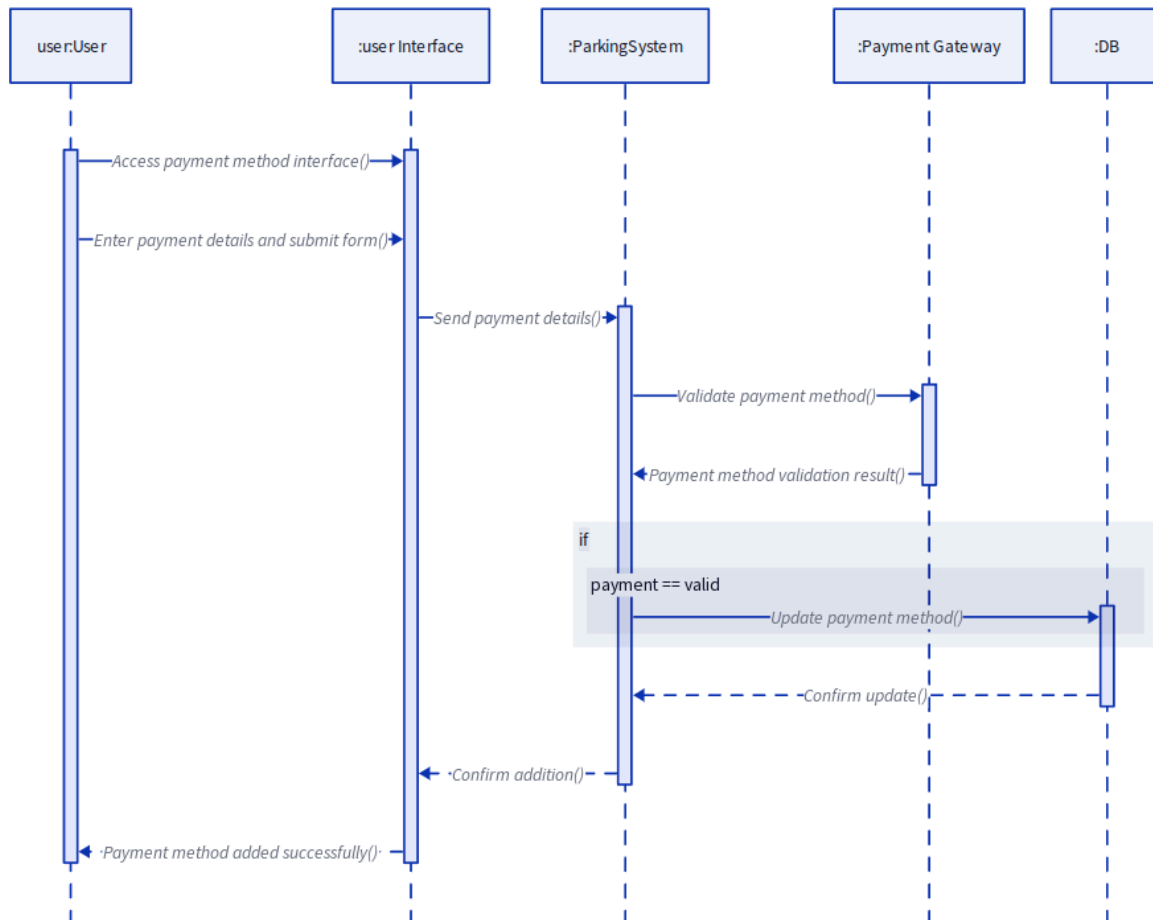 user:User
:user Interface
:ParkingSystem
:Payment Gateway
:DB
Access payment method interface()
Enter payment details and submit form()
Send payment details()
Validate payment method()
Payment method validation result()
if
payment == valid
Update payment method()
Confirm update()
Confirm addition()
Payment method added successfully()